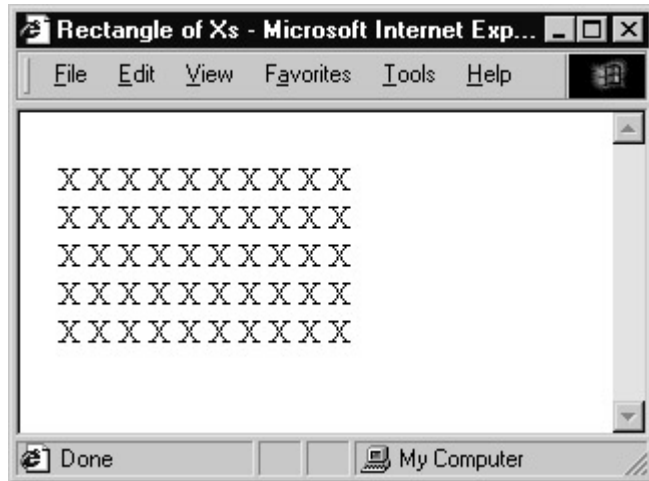 Rectangle of Xs - Microsoft Internet Exp...
File Edit View Favorites Tools Help
X X X X X X X X X X
X X X X X X X X X X
X X X X X X X X X X
X X X X X X X X X X
X X X X X X X X X X
Done My Computer